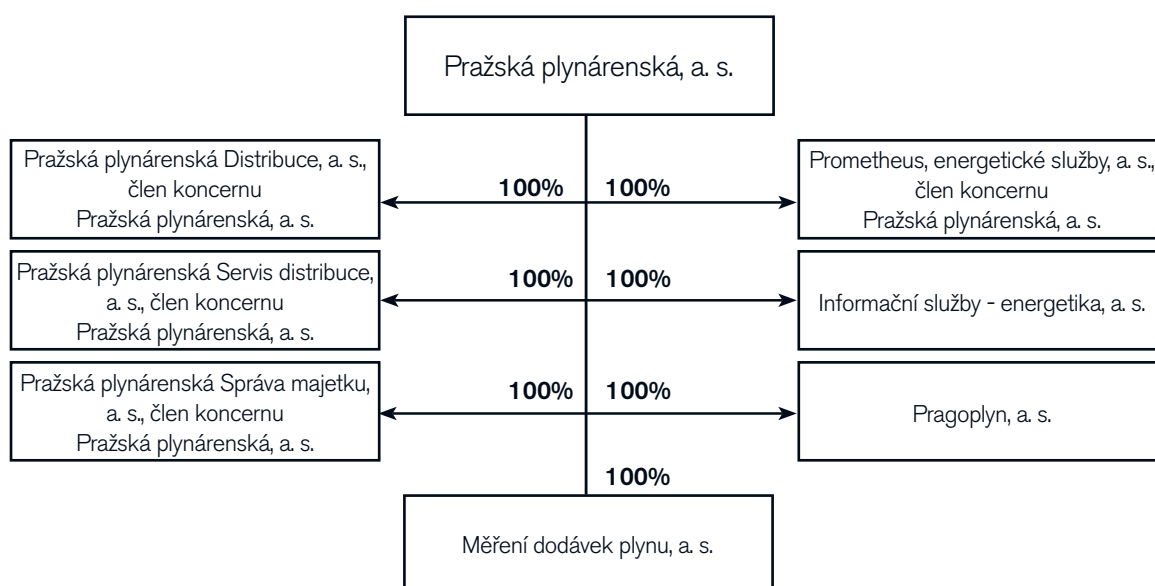 Pražská plynárenská, a. s.
Pražská plynárenská Distribuce, a. s.,
člen koncernu
Pražská plynárenská, a. s.
100%
100%
Prometheus, energetické služby, a. s.,
člen koncernu
Pražská plynárenská, a. s.
Pražská plynárenská Servis distribuce,
a. s., člen koncernu
Pražská plynárenská, a. s.
100%
100%
Informační služby - energetika, a. s.
Pražská plynárenská Správa majetku,
a. s., člen koncernu
Pražská plynárenská, a. s.
100%
100%
Pragoplyn, a. s.
100%
Měření dodávek plynu, a. s.